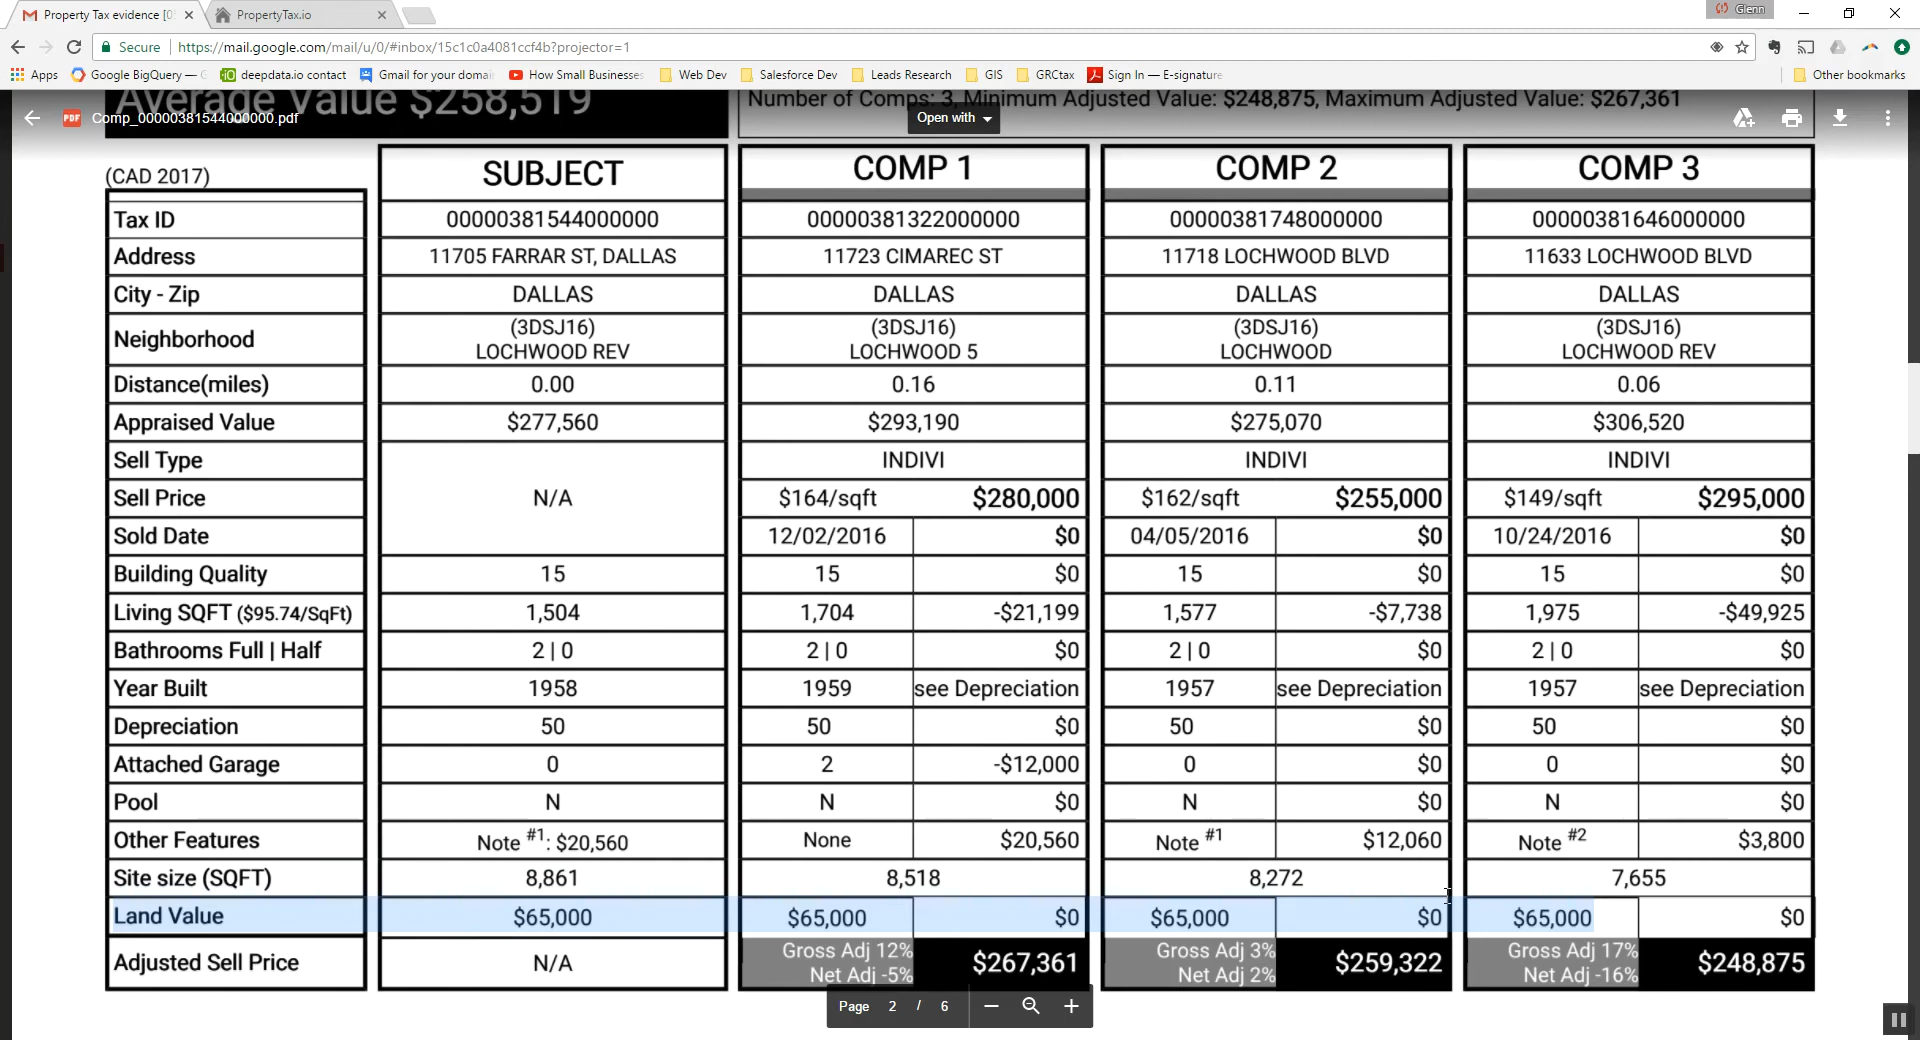 Property Tax evidence [0
PropertyTax.io
Glenn
Secure https://mail.google.com/mail/u/0/#inbox/15c1c0a4081ccf4b?projector=1
Apps Google BigQuery — G deepdata.io contact Gmail for your domai How Small Businesses Web Dev Salesforce Dev Leads Research GIS GRCtax Sign In — E-signature Other bookmarks
Average Value $258,519
Number of Comps: 3, Minimum Adjusted Value: $248,875, Maximum Adjusted Value: $267,361
PDF Comp_00000381544000000.pdf Open with
(CAD 2017) SUBJECT COMP 1 COMP 2 COMP 3
Tax ID 00000381544000000 00000381322000000 00000381748000000 00000381646000000
Address 11705 FARRAR ST, DALLAS 11723 CIMAREC ST 11718 LOCHWOOD BLVD 11633 LOCHWOOD BLVD
City - Zip DALLAS DALLAS DALLAS DALLAS
Neighborhood (3DSJ16) (3DSJ16) (3DSJ16) (3DSJ16)
LOCHWOOD REV LOCHWOOD 5 LOCHWOOD LOCHWOOD REV
Distance(miles) 0.00 0.16 0.11 0.06
Appraised Value $277,560 $293,190 $275,070 $306,520
Sell Type INDIVI INDIVI INDIVI
Sell Price N/A $164/sqft $280,000 $162/sqft $255,000 $149/sqft $295,000
Sold Date 12/02/2016 $0 04/05/2016 $0 10/24/2016 $0
Building Quality 15 15 $0 15 $0 15 $0
Living SQFT ($95.74/SqFt) 1,504 1,704 -$21,199 1,577 -$7,738 1,975 -$49,925
Bathrooms Full | Half 2 | 0 2 | 0 $0 2 | 0 $0 2 | 0 $0
Year Built 1958 1959 see Depreciation 1957 see Depreciation 1957 see Depreciation
Depreciation 50 50 $0 50 $0 50 $0
Attached Garage 0 2 -$12,000 0 $0 0 $0
Pool N N $0 N $0 N $0
Other Features Note #1: $20,560 None $20,560 Note #1 $12,060 Note #2 $3,800
Site size (SQFT) 8,861 8,518 8,272 7,655
Land Value $65,000 $65,000 $0 $65,000 $0 $65,000 $0
Adjusted Sell Price N/A Gross Adj 12% $267,361 Gross Adj 3% $259,322 Gross Adj 17% $248,875
Net Adj -5% Net Adj 2% Net Adj -16%
Page 2 / 6